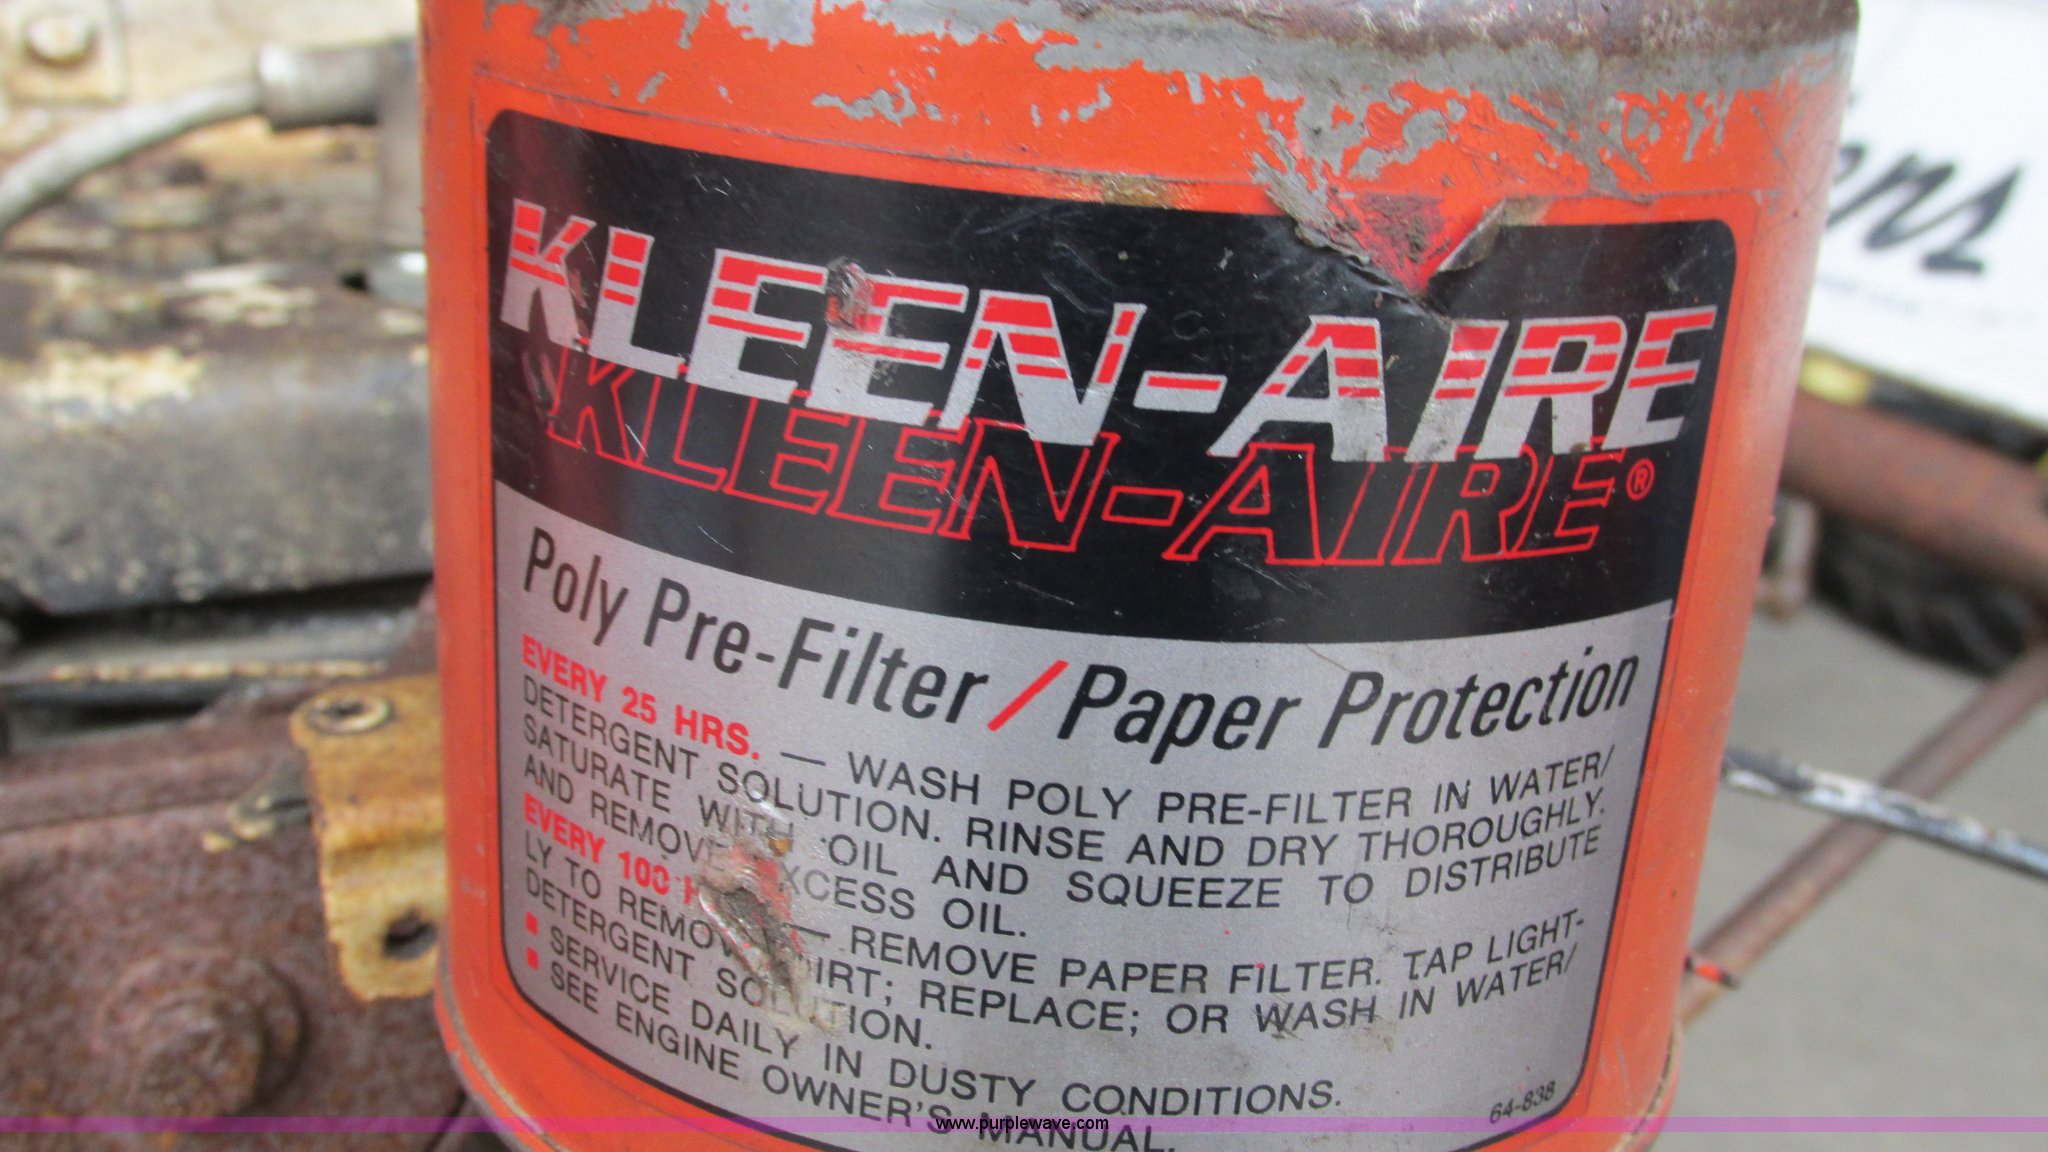 KLEEN-AIRE
KLEEN-AIRE®
Poly Pre-Filter/Paper Protection
EVERY 25 HRS. — WASH POLY PRE-FILTER IN WATER/
DETERGENT SOLUTION. RINSE AND DRY THOROUGHLY.
SATURATE WITH OIL AND SQUEEZE TO DISTRIBUTE
AND REMOVE EXCESS OIL.
EVERY 100 H — REMOVE PAPER FILTER. TAP LIGHT-
LY TO REMOVE DIRT; REPLACE; OR WASH IN WATER/
DETERGENT SOLUTION.
▪ SERVICE DAILY IN DUSTY CONDITIONS.
▪ SEE ENGINE OWNER'S MANUAL.
64-838
www.purplewave.com